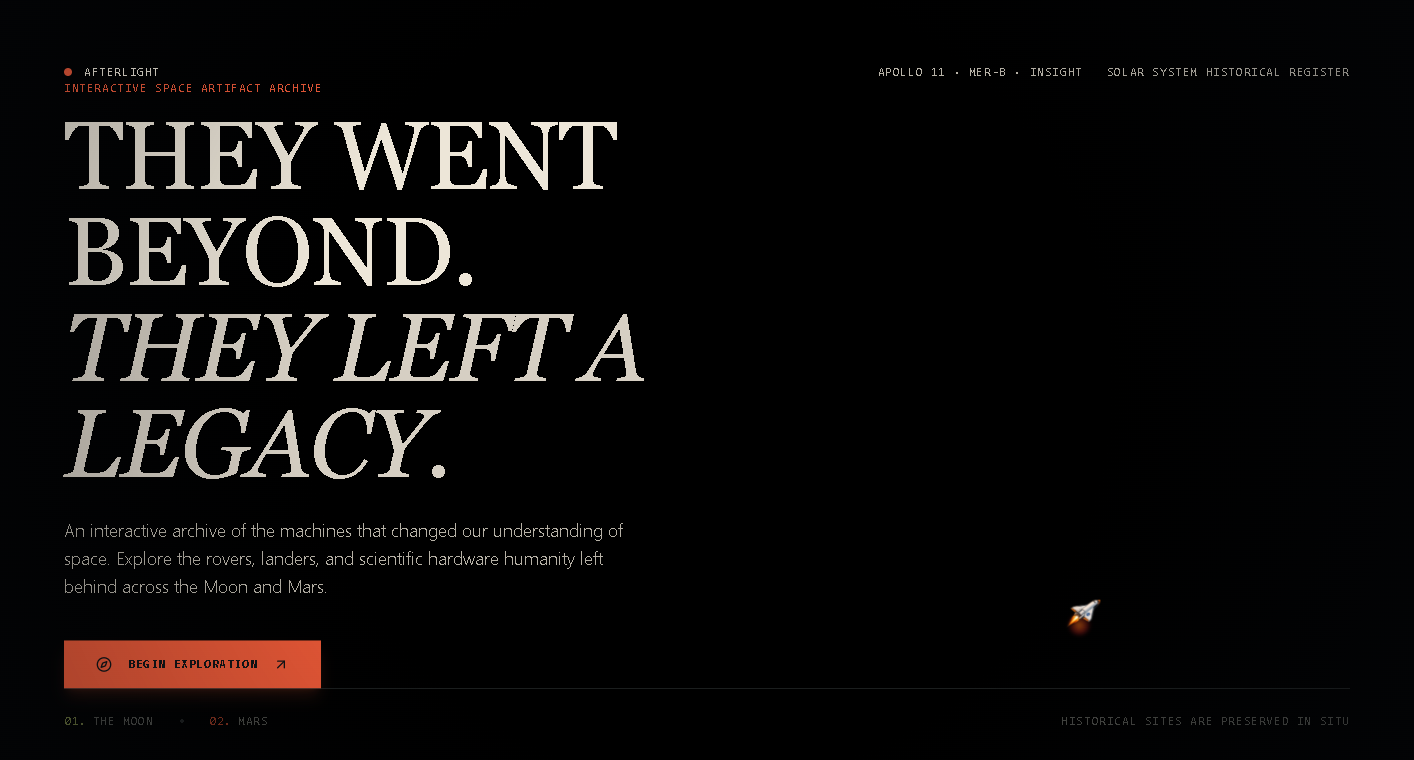 AFTERLIGHT
APOLLO 11 · MER-B · INSIGHT
SOLAR SYSTEM HISTORICAL REGISTER
INTERACTIVE SPACE ARTIFACT ARCHIVE
THEY WENT
BEYOND.
THEY LEFT A
LEGACY.
An interactive archive of the machines that changed our understanding of
space. Explore the rovers, landers, and scientific hardware humanity left
behind across the Moon and Mars.
BEGIN EXPLORATION
01. THE MOON • 02. MARS
HISTORICAL SITES ARE PRESERVED IN SITU